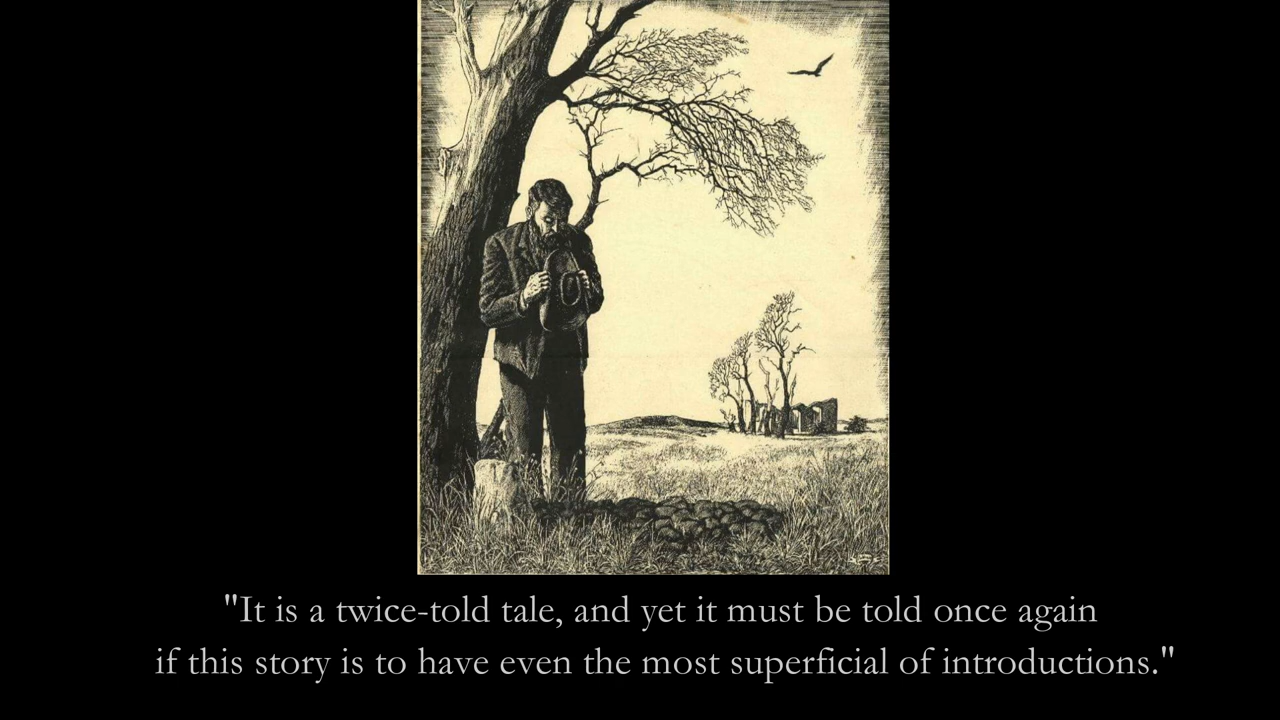 "It is a twice-told tale, and yet it must be told once again
if this story is to have even the most superficial of introductions."